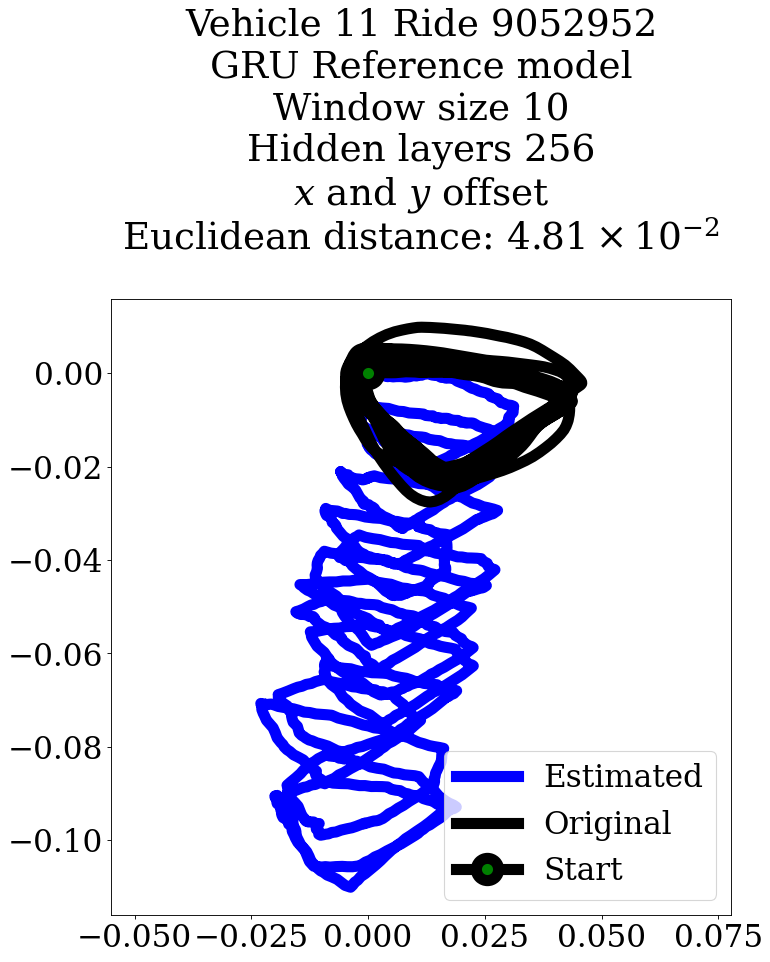 Vehicle 11 Ride 9052952
GRU Reference model
Window size 10
Hidden layers 256
x and y offset
Euclidean distance: 4.81 × 10⁻²
0.00
−0.02
−0.04
−0.06
−0.08
−0.10
Estimated
Original
Start
−0.050 −0.025 0.000 0.025 0.050 0.075